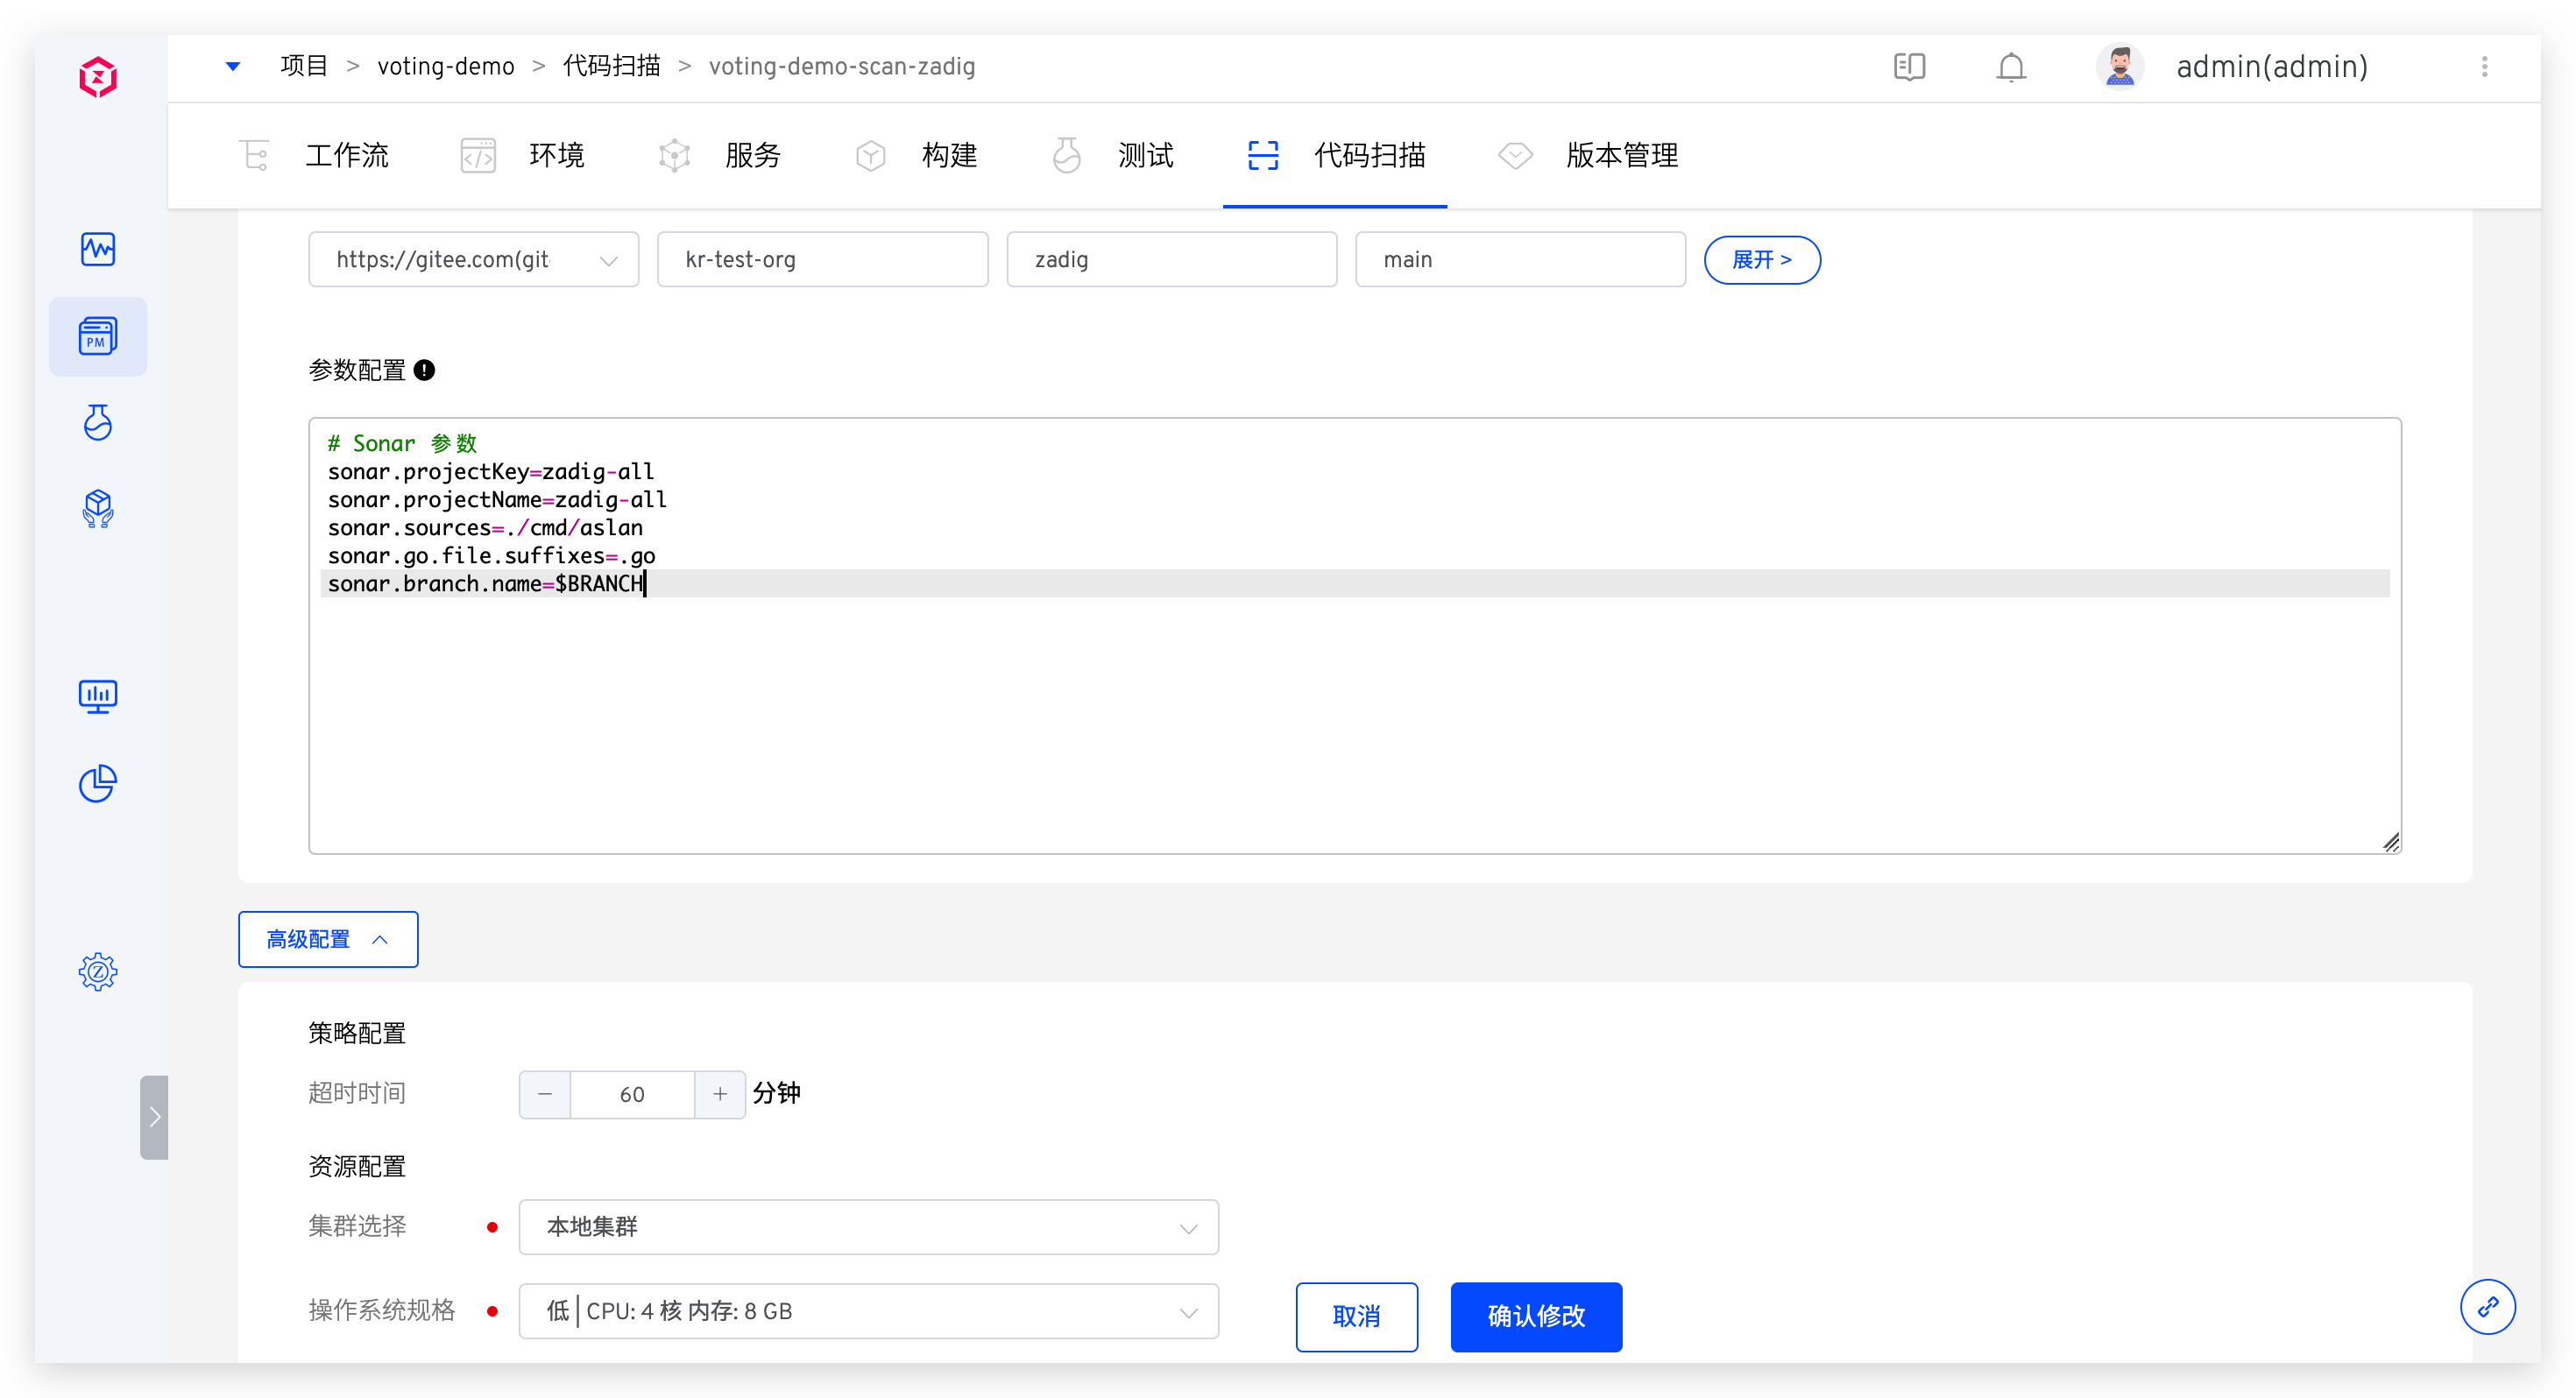 项目 > voting-demo > 代码扫描 > voting-demo-scan-zadig
admin(admin)
工作流 环境 服务 构建 测试 代码扫描 版本管理
PM
https://gitee.com(git kr-test-org zadig main 展开 >
参数配置
# Sonar 参数
sonar.projectKey=zadig-all
sonar.projectName=zadig-all
sonar.sources=./cmd/aslan
sonar.go.file.suffixes=.go
sonar.branch.name=$BRANCH
高级配置
策略配置
超时时间 − 60 + 分钟
资源配置
集群选择 本地集群
操作系统规格 低 | CPU: 4 核 内存: 8 GB
取消 确认修改